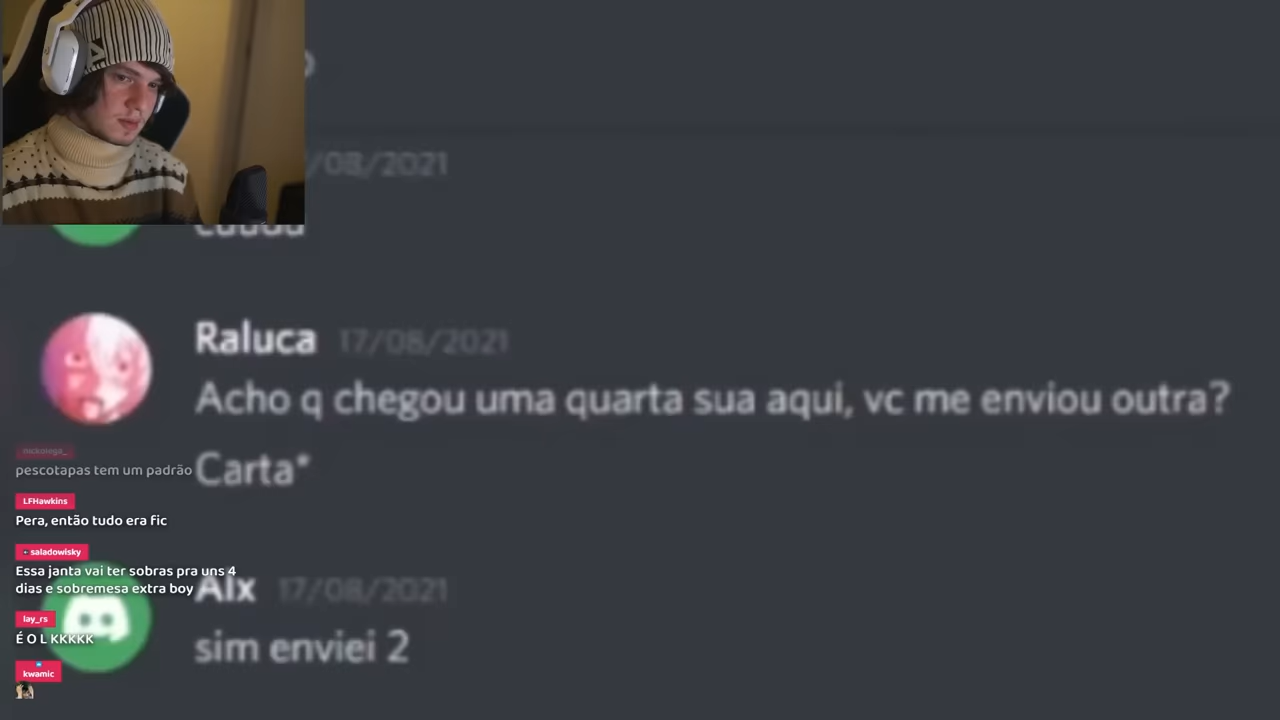 /08/2021
Raluca 17/08/2021
Acho q chegou uma quarta sua aqui, vc me enviou outra?
Carta*
Alx 17/08/2021
sim enviei 2
pescotapas tem um padrão
LFHawkins
Pera, então tudo era fic
saladowisky
Essa janta vai ter sobras pra uns 4
dias e sobremesa extra boy
lay_rs
É O L KKKKK
kwamic